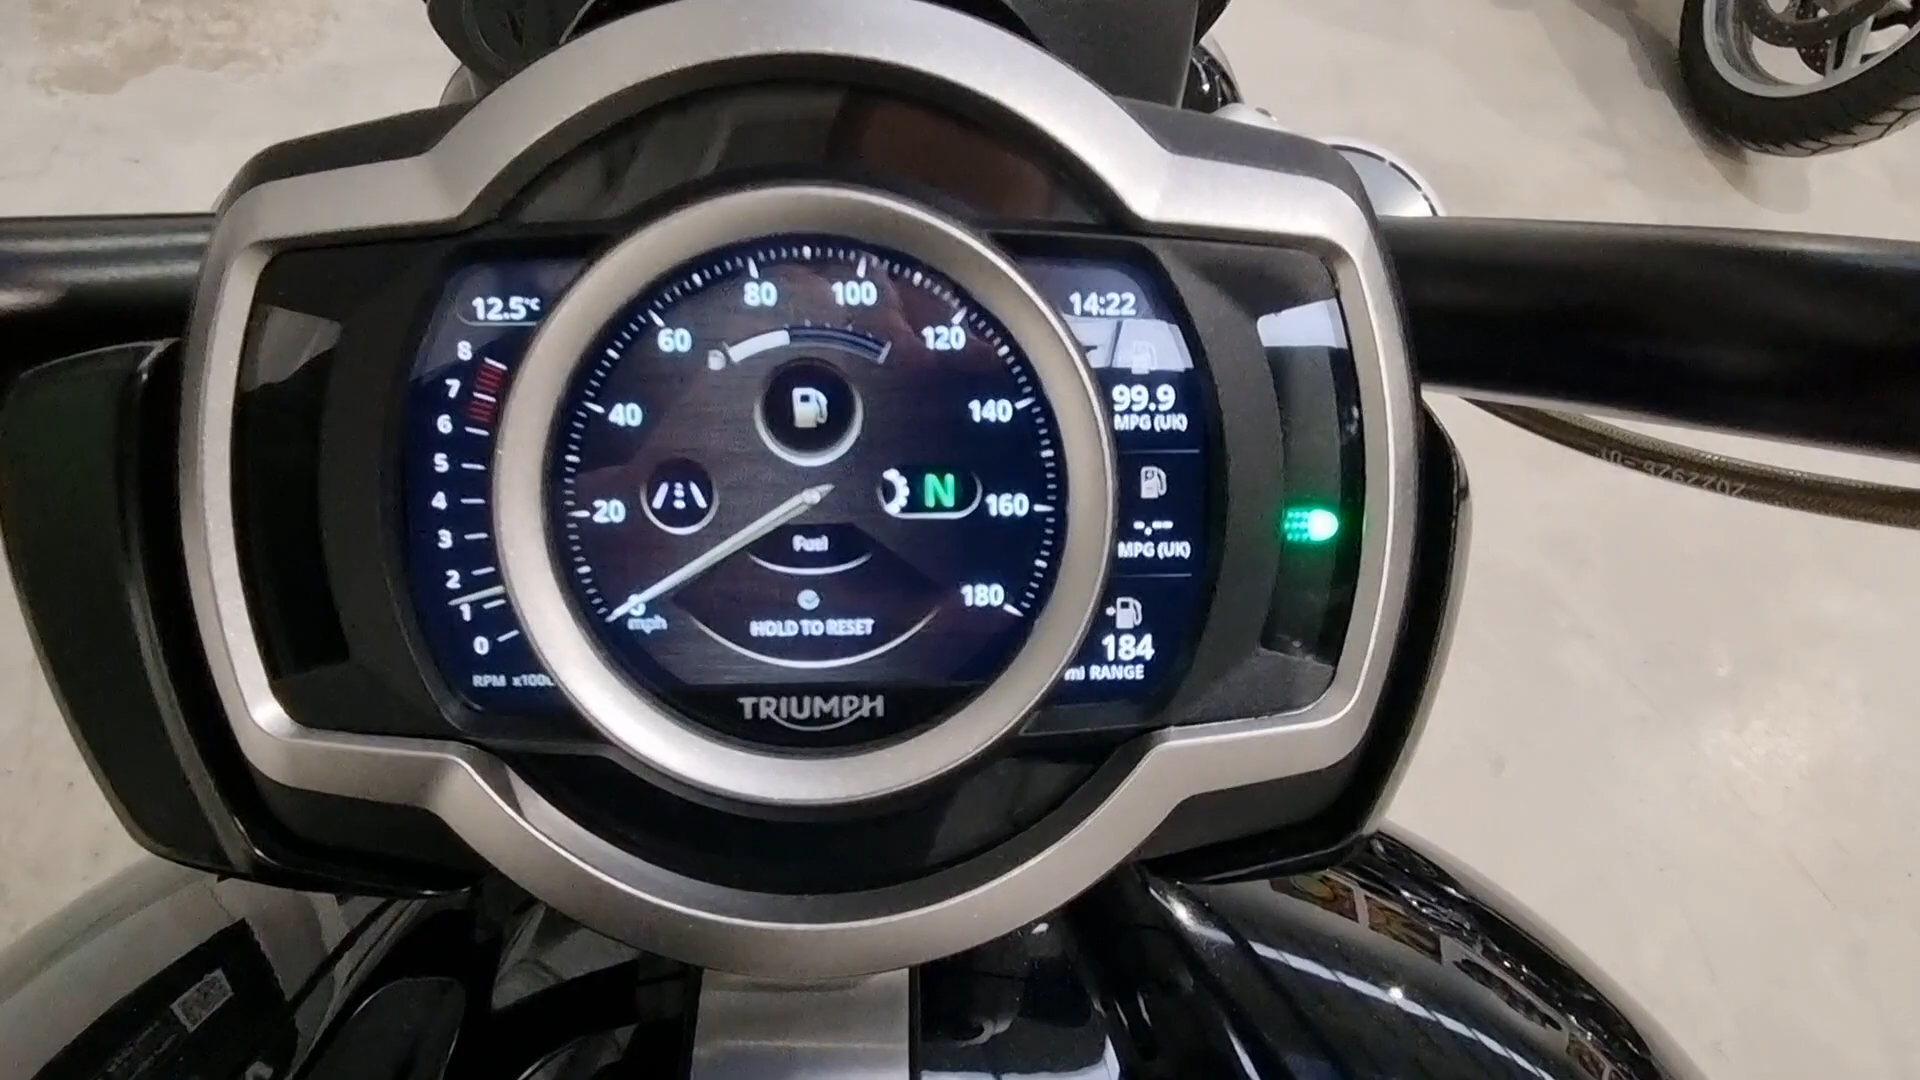 12.5°C
14:22
8
7
6
5
4
3
2
1
0
RPM x1000
0
20
40
60
80
100
120
140
160
180
mph
N
Fuel
HOLD TO RESET
TRIUMPH
99.9
MPG (UK)
-.--
MPG (UK)
184
mi RANGE